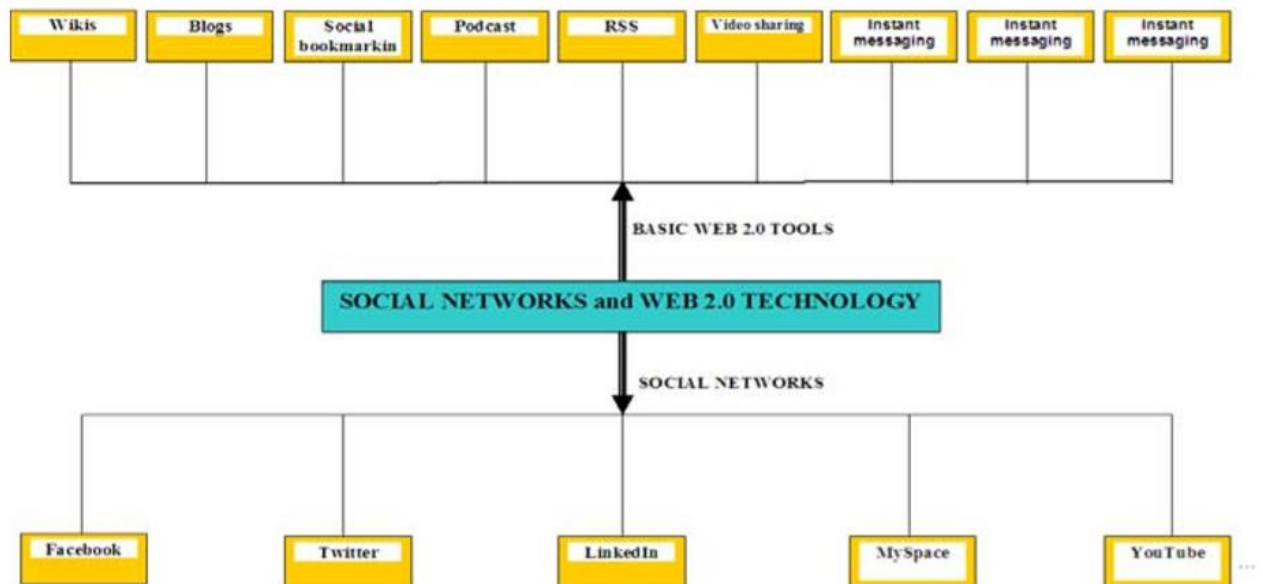 Wikis
Blogs
Social
bookmarkin
Podcast
RSS
Video sharing
Instant
messaging
Instant
messaging
Instant
messaging
BASIC WEB 2.0 TOOLS
SOCIAL NETWORKS and WEB 2.0 TECHNOLOGY
SOCIAL NETWORKS
Facebook
Twitter
LinkedIn
MySpace
YouTube
...